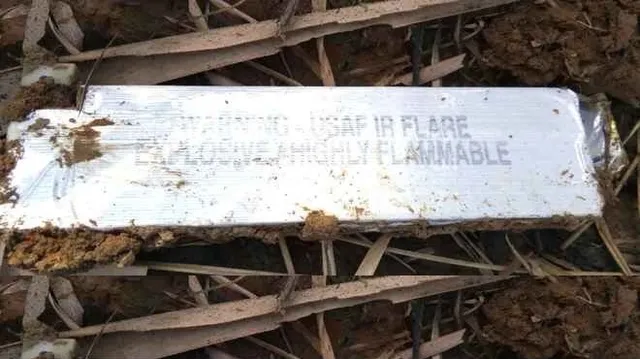 WARNING - USAF IR FLARE
EXPLOSIVE & HIGHLY FLAMMABLE